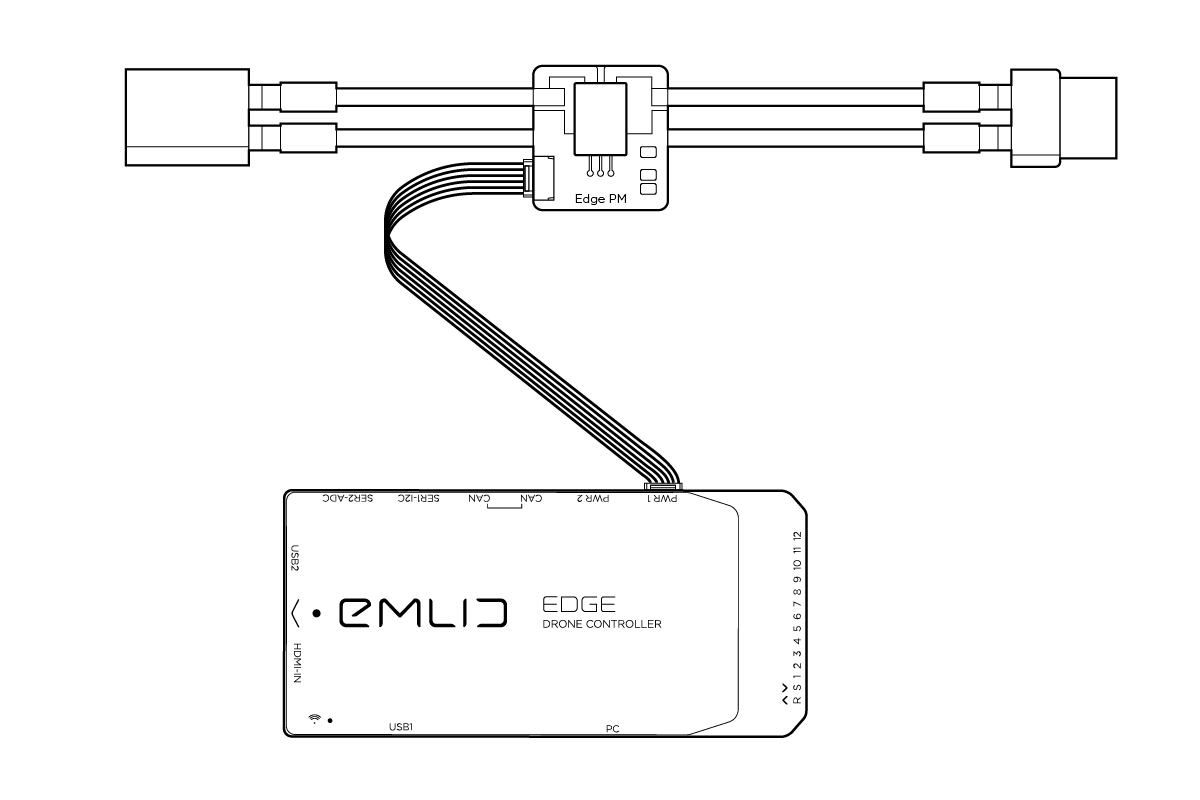 Edge PM
SER2-ADC
SER1-I2C
CAN
CAN
PWR 2
PWR 1
USB2
HDMI-IN
EMLID
EDGE
DRONE CONTROLLER
R S 1 2 3 4 5 6 7 8 9 10 11 12
USB1
PC